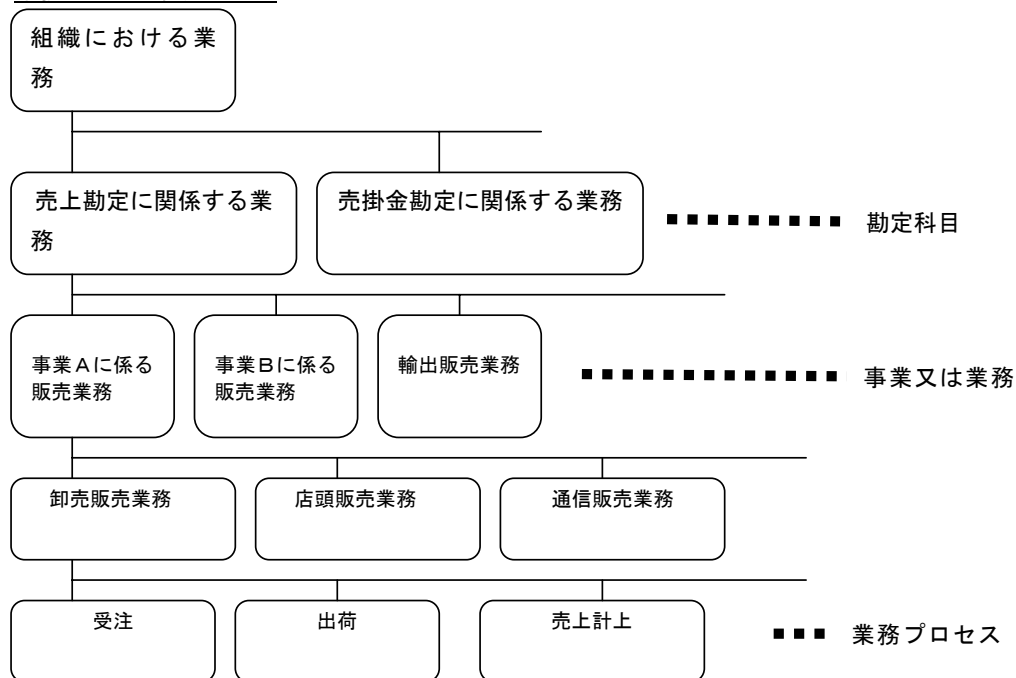 組織における業
務
売上勘定に関係する業
務
売掛金勘定に関係する業務
勘定科目
事業Aに係る
販売業務
事業Bに係る
販売業務
輸出販売業務
事業又は業務
卸売販売業務
店頭販売業務
通信販売業務
受注
出荷
売上計上
業務プロセス